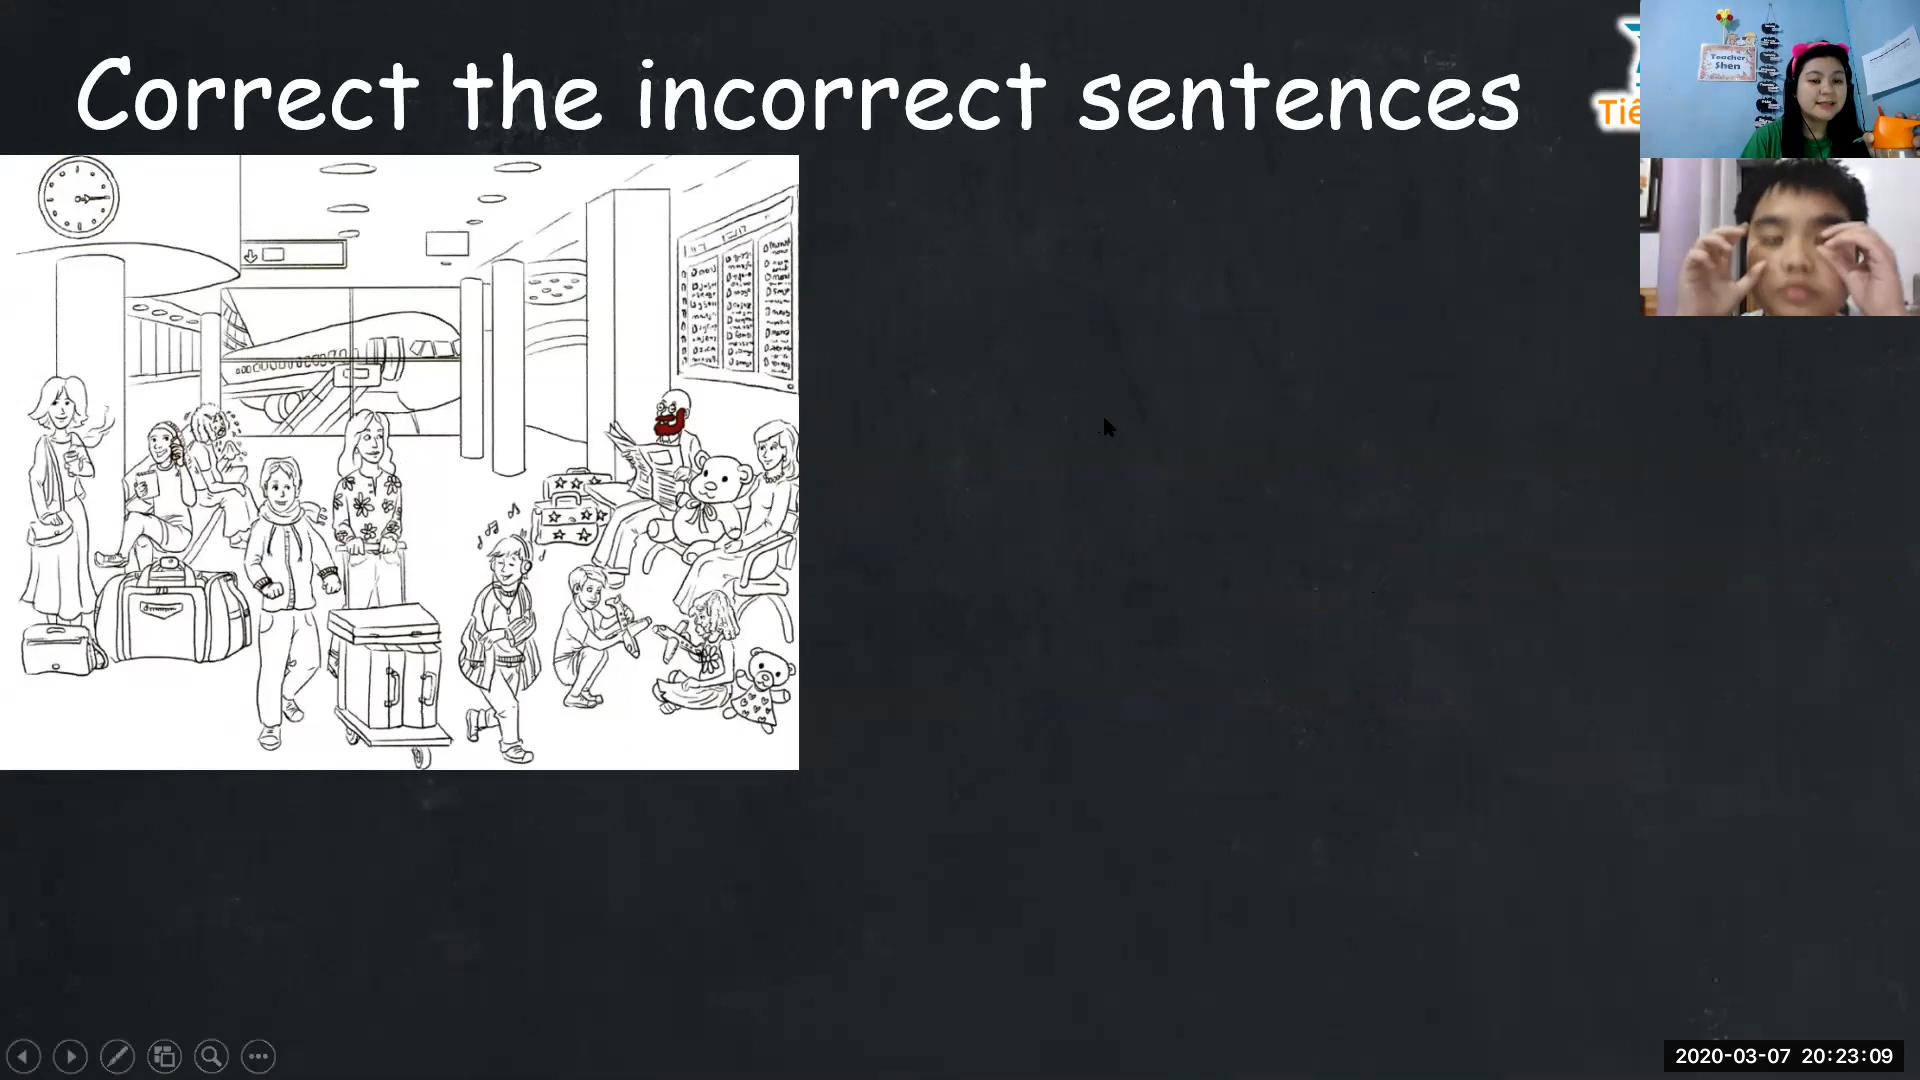 Correct the incorrect sentences
Tiế
Teacher
Shen
2020-03-07 20:23:09